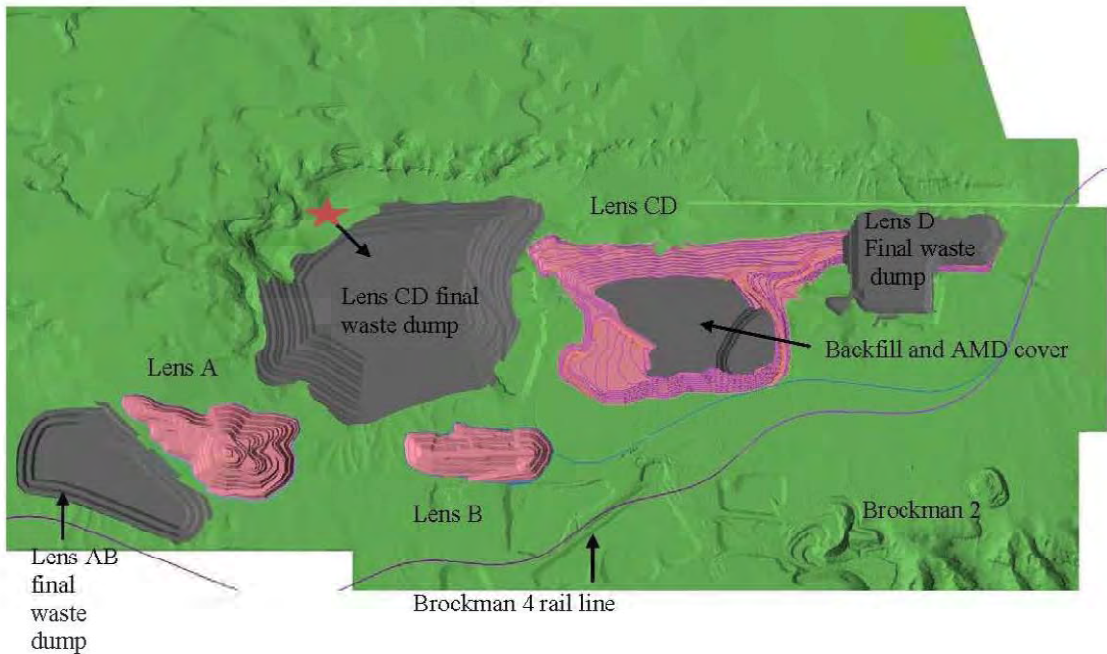 Lens CD
Lens D
Final waste
dump
Lens CD final
waste dump
Backfill and AMD cover
Lens A
Lens B
Brockman 2
Lens AB
final
waste
dump
Brockman 4 rail line